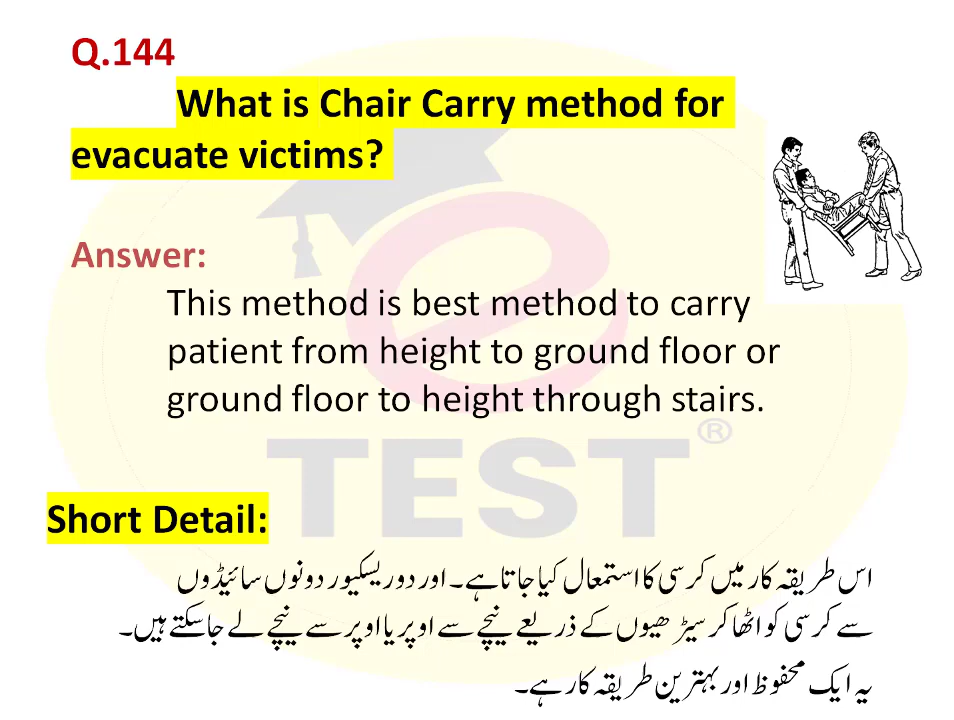 Q.144
What is Chair Carry method for
evacuate victims?
Answer:
This method is best method to carry
patient from height to ground floor or
ground floor to height through stairs.
e
TEST®
Short Detail:
اس طریقہ کار میں کرسی کا استعمال کیا جاتا ہے۔ اور دو ریسکیور دونوں سائیڈوں
سے کرسی کو اٹھا کر سیڑھیوں کے ذریعے نیچے سے اوپر یا اوپر سے نیچے لے جا سکتے ہیں۔
یہ ایک محفوظ اور بہترین طریقہ کار ہے۔